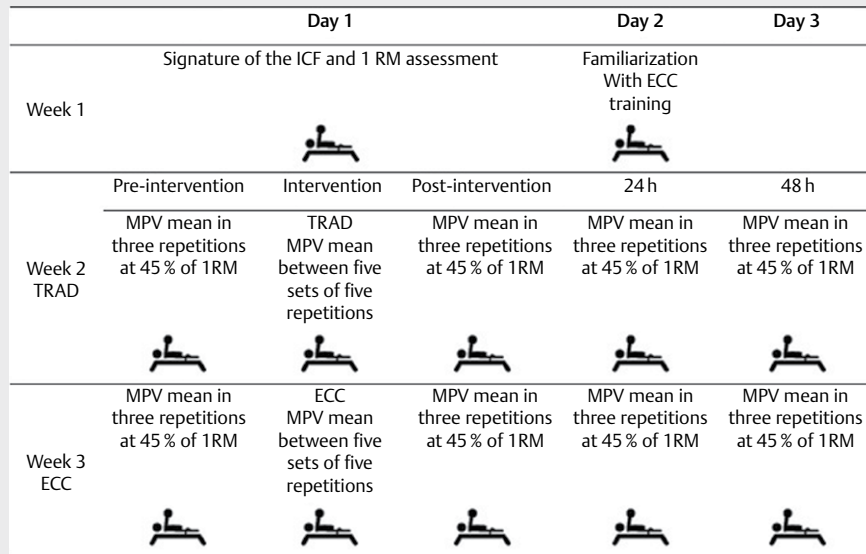 Day 1 Day 2 Day 3
Week 1
Signature of the ICF and 1 RM assessment
Familiarization
With ECC
training
Pre-intervention Intervention Post-intervention 24 h 48 h
Week 2
TRAD
MPV mean in
three repetitions
at 45 % of 1RM
TRAD
MPV mean
between five
sets of five
repetitions
MPV mean in
three repetitions
at 45 % of 1RM
MPV mean in
three repetitions
at 45 % of 1RM
MPV mean in
three repetitions
at 45 % of 1RM
Week 3
ECC
MPV mean in
three repetitions
at 45 % of 1RM
ECC
MPV mean
between five
sets of five
repetitions
MPV mean in
three repetitions
at 45 % of 1RM
MPV mean in
three repetitions
at 45 % of 1RM
MPV mean in
three repetitions
at 45 % of 1RM